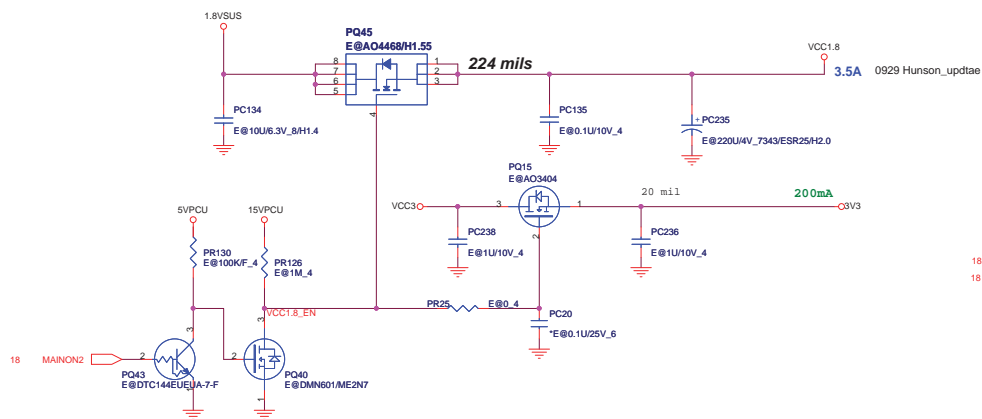 1.8VSUS
PQ45
E@AO4468/H1.55
8
7
6
5
1
2
3
4
224 mils
VCC1.8
3.5A
0929 Hunson_updtae
PC134
E@10U/6.3V_8/H1.4
PC135
E@0.1U/10V_4
+
PC235
E@220U/4V_7343/ESR25/H2.0
PQ15
E@AO3404
VCC3
3
1
2
20 mil
200mA
3V3
PC238
E@1U/10V_4
PC236
E@1U/10V_4
5VPCU
15VPCU
PR130
E@100K/F_4
PR126
E@1M_4
18
18
PR25
E@0_4
VCC1.8_EN
PC20
*E@0.1U/25V_6
18
MAINON2
2
3
1
PQ43
E@DTC144EUEUA-7-F
2
3
1
PQ40
E@DMN601/ME2N7